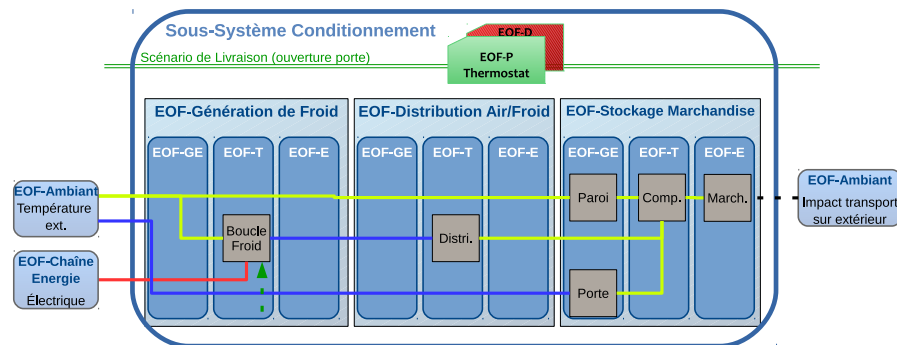 Sous-Système Conditionnement
EOF-D
Scénario de Livraison (ouverture porte)
EOF-P
Thermostat
EOF-Génération de Froid
EOF-Distribution Air/Froid
EOF-Stockage Marchandise
EOF-GE
EOF-T
EOF-E
EOF-GE
EOF-T
EOF-E
EOF-GE
EOF-T
EOF-E
EOF-Ambiant
Température
ext.
Paroi
Comp.
March.
EOF-Ambiant
Impact transport
sur extérieur
Boucle
Froid
Distri.
EOF-Chaîne
Energie
Électrique
Porte